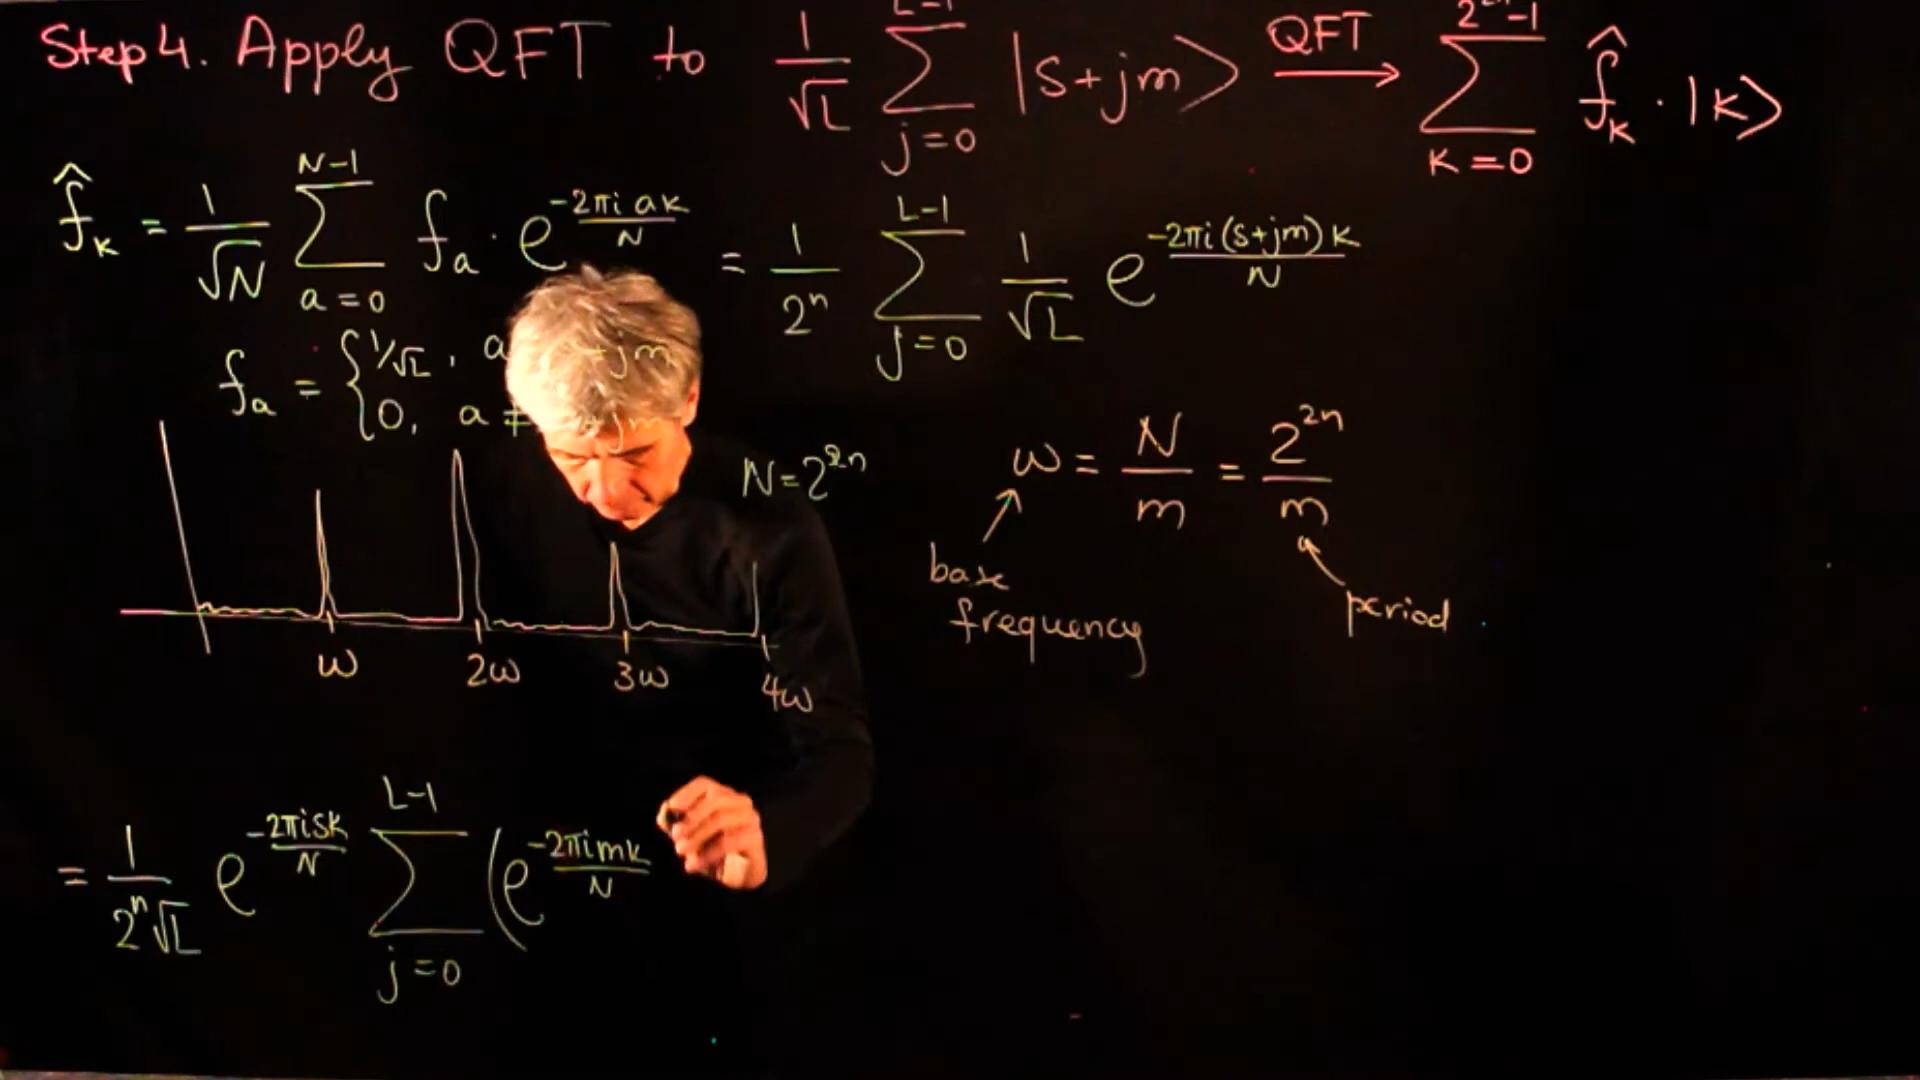 Step 4. Apply QFT to 1/√L ∑_{j=0}^{L-1} |s+jm⟩ QFT→ ∑_{k=0}^{2^{2n}-1} f̂_k · |k⟩
f̂_k = 1/√N ∑_{a=0}^{N-1} f_a · e^{-2πi ak/N} = 1/2^n ∑_{j=0}^{L-1} 1/√L e^{-2πi(s+jm)k/N}
f_a = { 1/√L, a s+jm
0, a ≠ s+jm
N=2^{2n}
ω = N/m = 2^{2n}/m
base frequency
period
ω 2ω 3ω 4ω
= 1/(2^n √L) e^{-2πisk/N} ∑_{j=0}^{L-1} (e^{-2πimk/N}